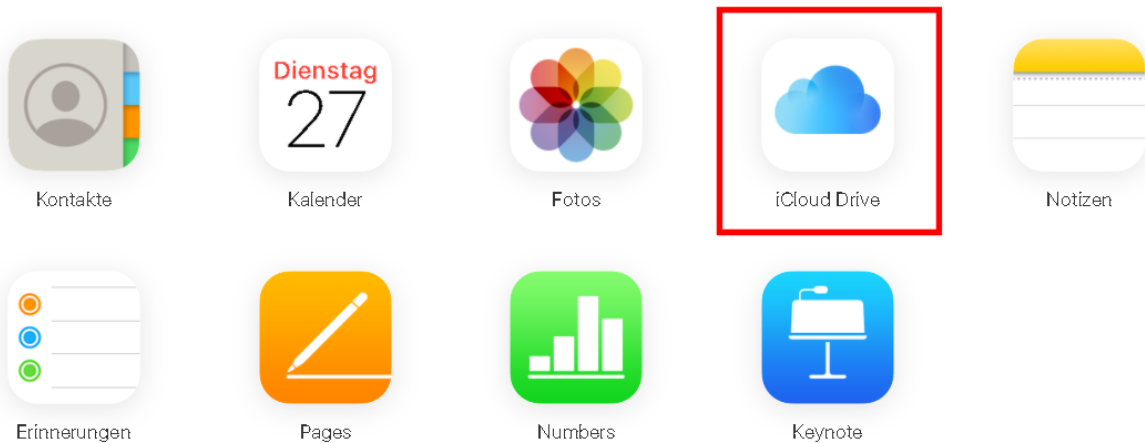 Dienstag
27
Kontakte
Kalender
Fotos
iCloud Drive
Notizen
Erinnerungen
Pages
Numbers
Keynote